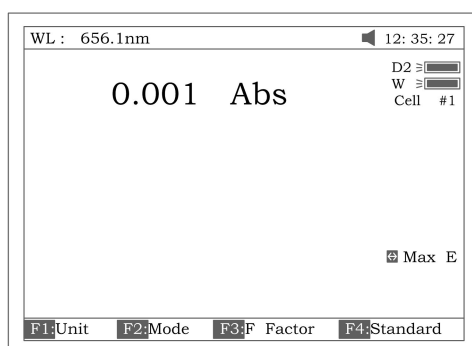 WL : 656.1nm 12: 35: 27
D2
W
0.001 Abs
Cell #1
Max E
F1:Unit F2:Mode F3:F Factor F4:Standard